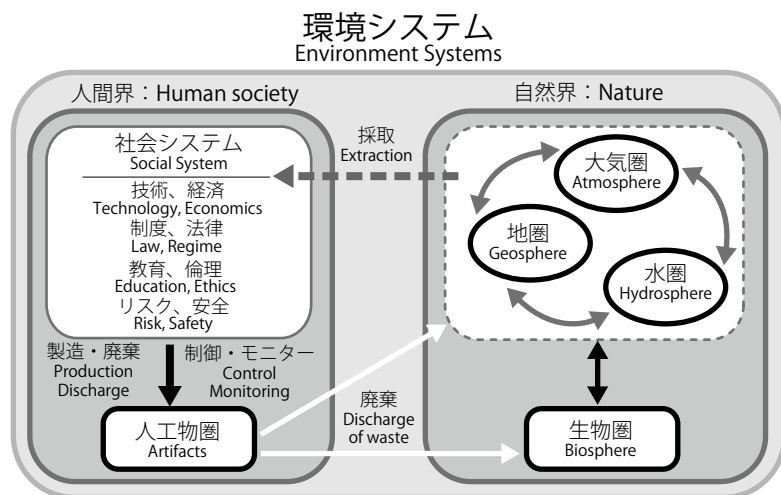 環境システム
Environment Systems
人間界：Human society
社会システム
Social System
技術、経済
Technology, Economics
制度、法律
Law, Regime
教育、倫理
Education, Ethics
リスク、安全
Risk, Safety
製造・廃棄
Production
Discharge
制御・モニター
Control
Monitoring
人工物圏
Artifacts
採取
Extraction
廃棄
Discharge
of waste
自然界：Nature
大気圏
Atmosphere
地圏
Geosphere
水圏
Hydrosphere
生物圏
Biosphere